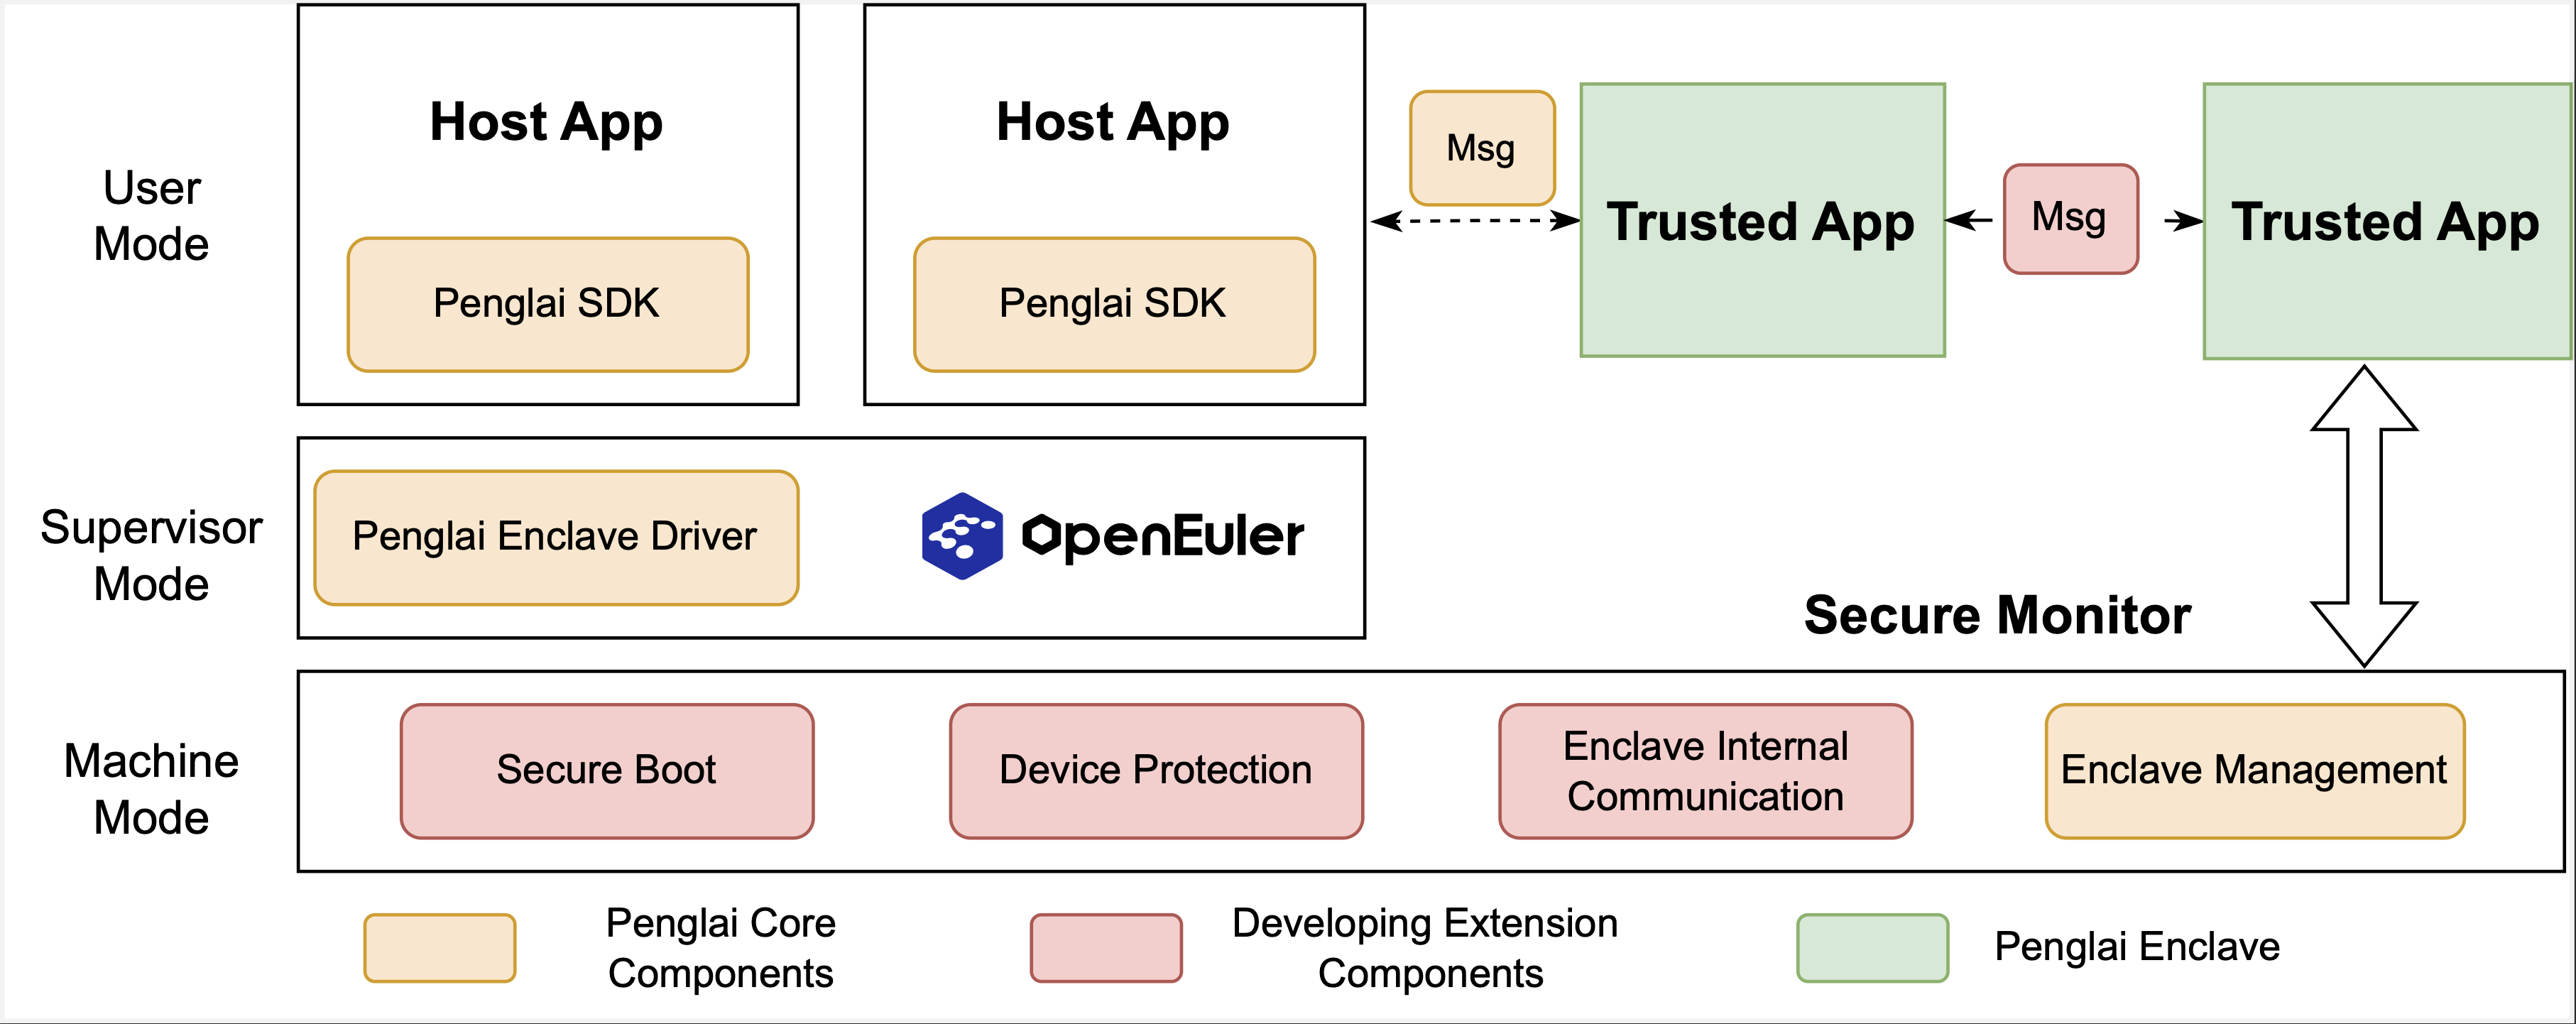 Host App
Host App
Msg
Msg
User
Mode
Trusted App
Trusted App
Penglai SDK
Penglai SDK
Supervisor
Mode
Penglai Enclave Driver
OpenEuler
Secure Monitor
Machine
Mode
Secure Boot
Device Protection
Enclave Internal
Communication
Enclave Management
Penglai Core
Components
Developing Extension
Components
Penglai Enclave